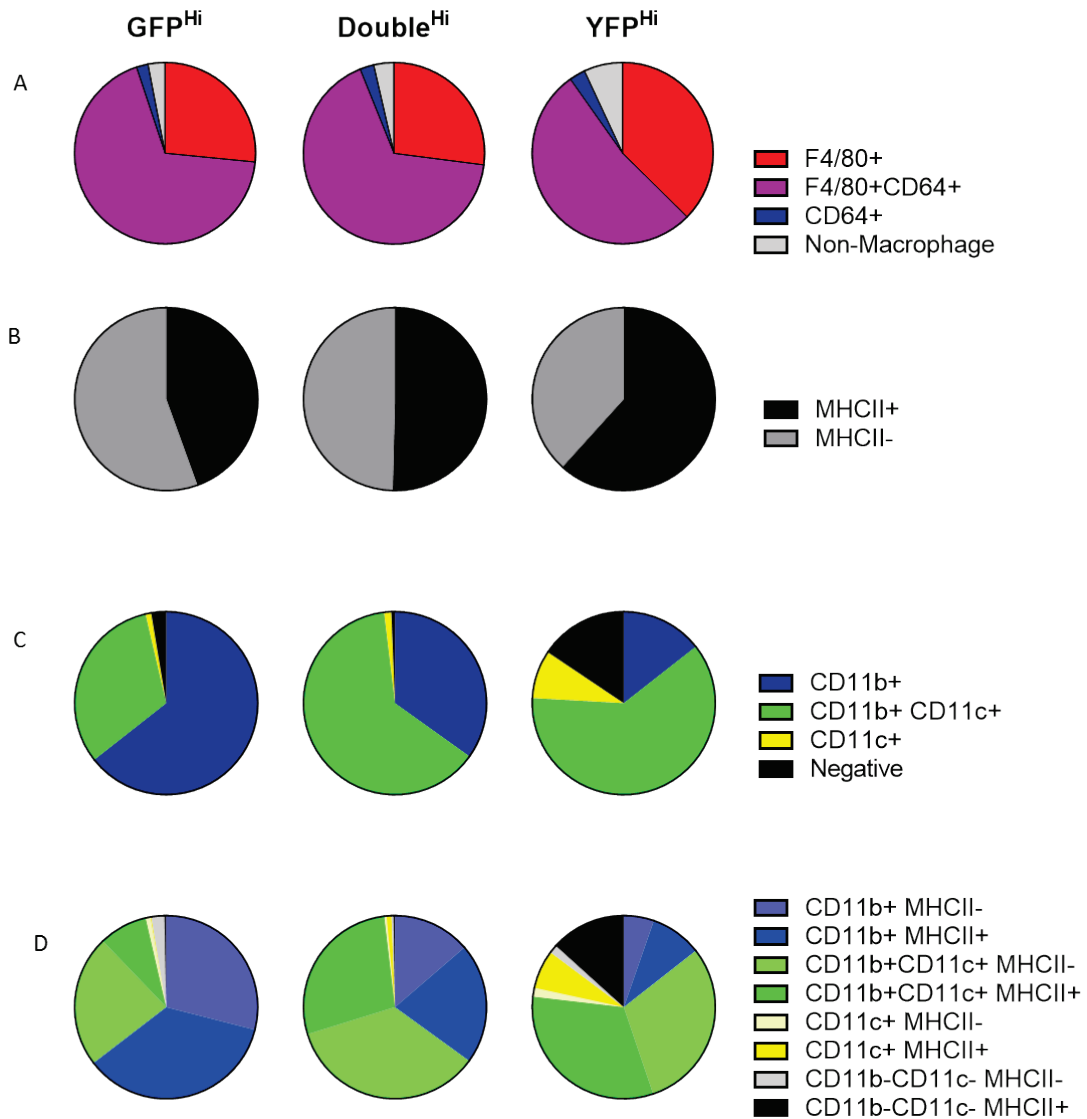 GFPHi DoubleHi YFPHi
A
F4/80+
F4/80+CD64+
CD64+
Non-Macrophage
B
MHCII+
MHCII-
C
CD11b+
CD11b+ CD11c+
CD11c+
Negative
D
CD11b+ MHCII-
CD11b+ MHCII+
CD11b+CD11c+ MHCII-
CD11b+CD11c+ MHCII+
CD11c+ MHCII-
CD11c+ MHCII+
CD11b-CD11c- MHCII-
CD11b-CD11c- MHCII+